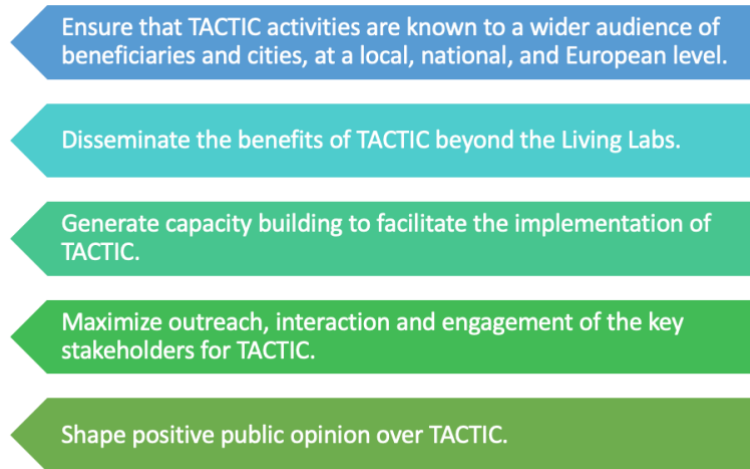 Ensure that TACTIC activities are known to a wider audience of
beneficiaries and cities, at a local, national, and European level.
Disseminate the benefits of TACTIC beyond the Living Labs.
Generate capacity building to facilitate the implementation of
TACTIC.
Maximize outreach, interaction and engagement of the key
stakeholders for TACTIC.
Shape positive public opinion over TACTIC.